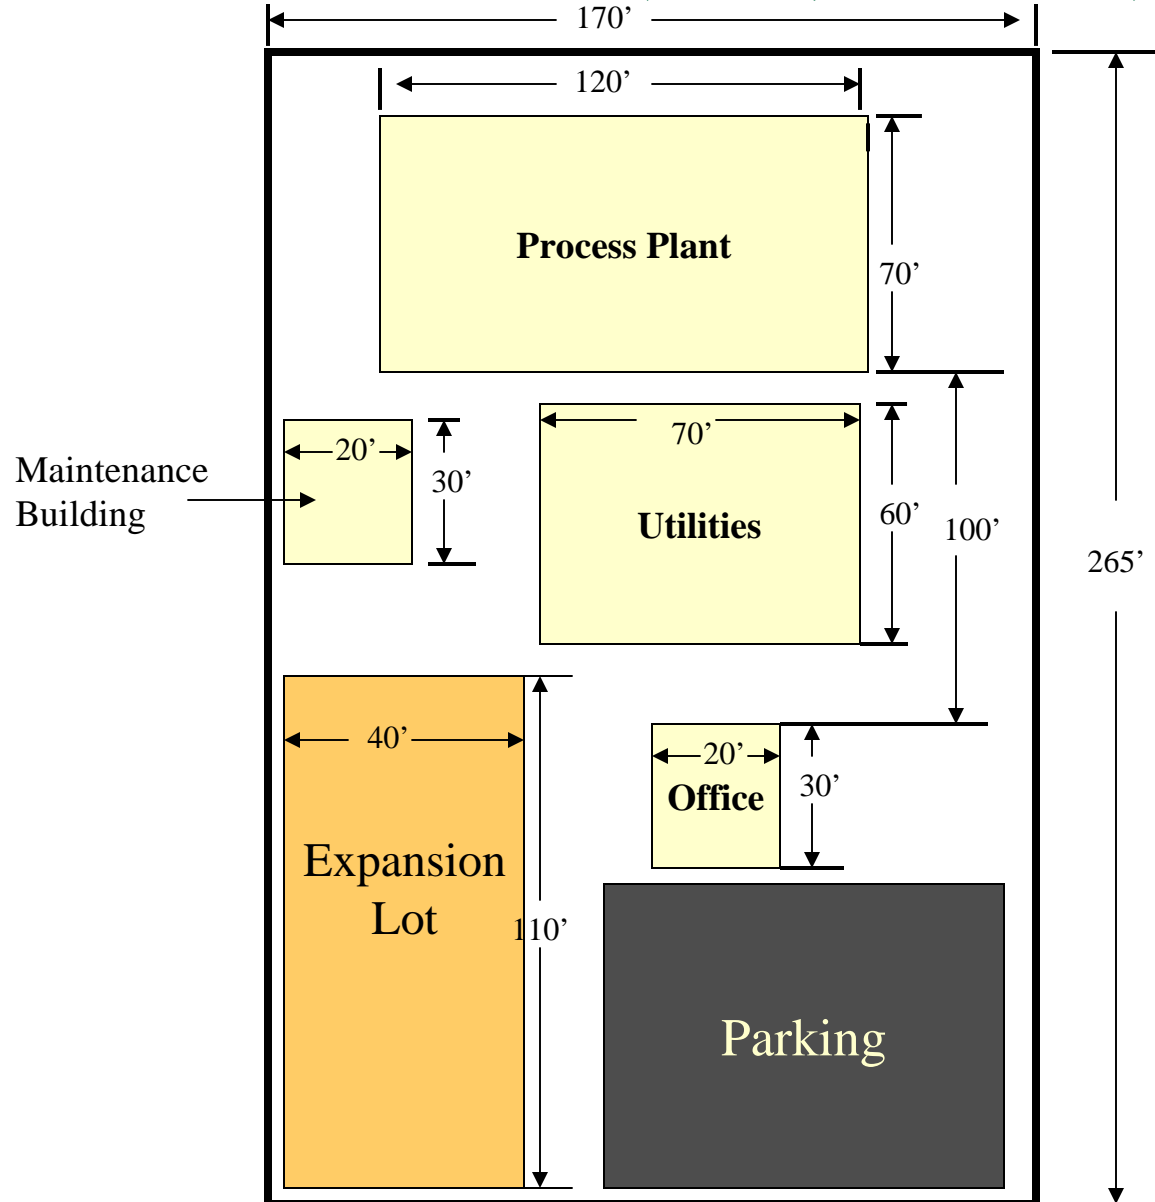 170’
120’
Process Plant
70’
20’
70’
Maintenance
Building
30’
Utilities
60’
100’
265’
40’
20’
Office
30’
Expansion
Lot
110’
Parking